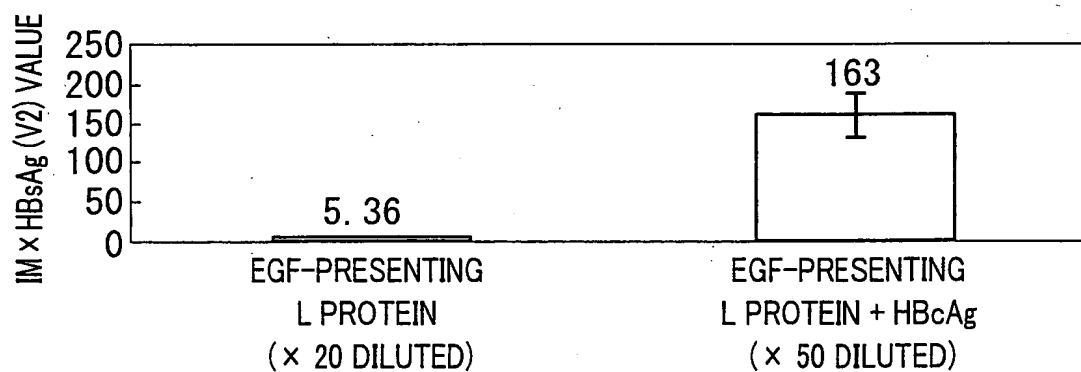 IM×HBsAg (V2) VALUE
250
200
150
100
50
0
5.36
163
EGF-PRESENTING
L PROTEIN
(× 20 DILUTED)
EGF-PRESENTING
L PROTEIN + HBcAg
(× 50 DILUTED)